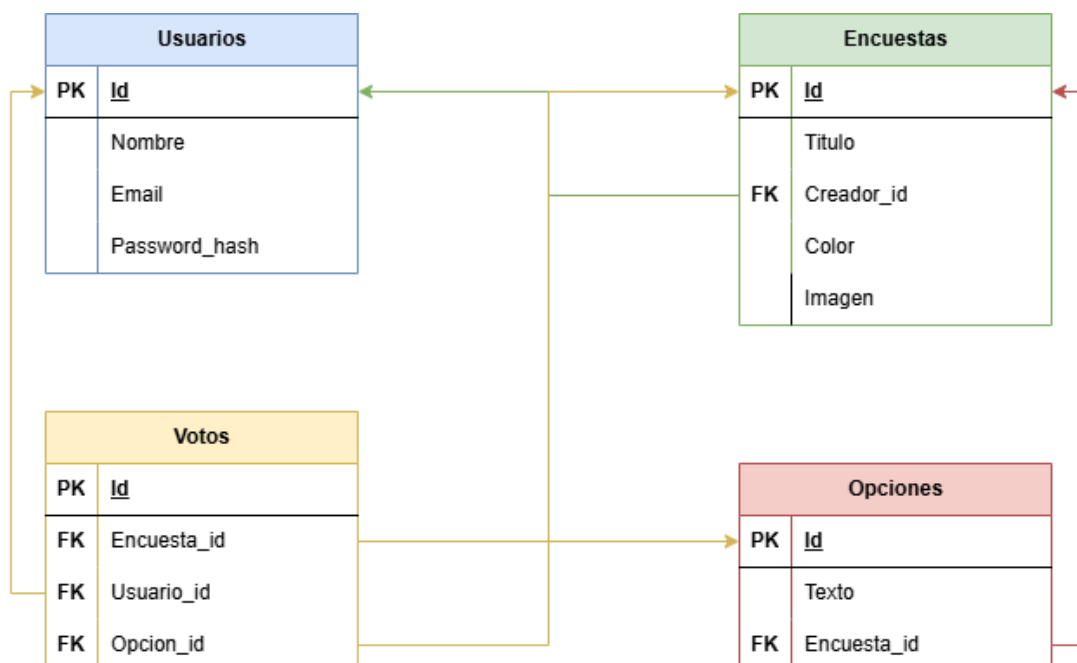 Usuarios
PK Id
Nombre
Email
Password_hash
Encuestas
PK Id
Titulo
FK Creador_id
Color
Imagen
Votos
PK Id
FK Encuesta_id
FK Usuario_id
FK Opcion_id
Opciones
PK Id
Texto
FK Encuesta_id